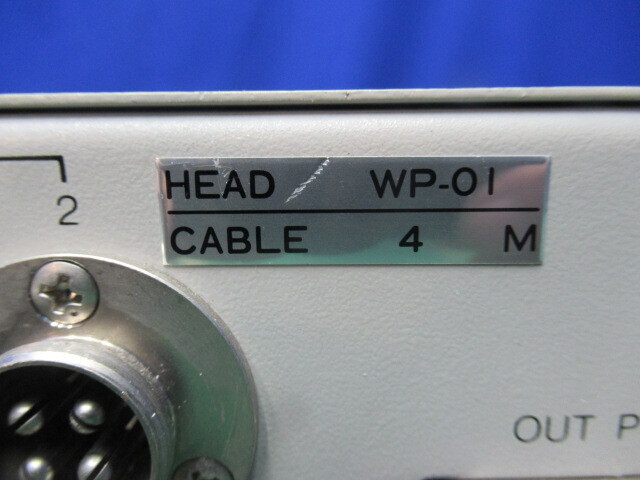 HEAD WP-01
2
CABLE 4 M
OUT P